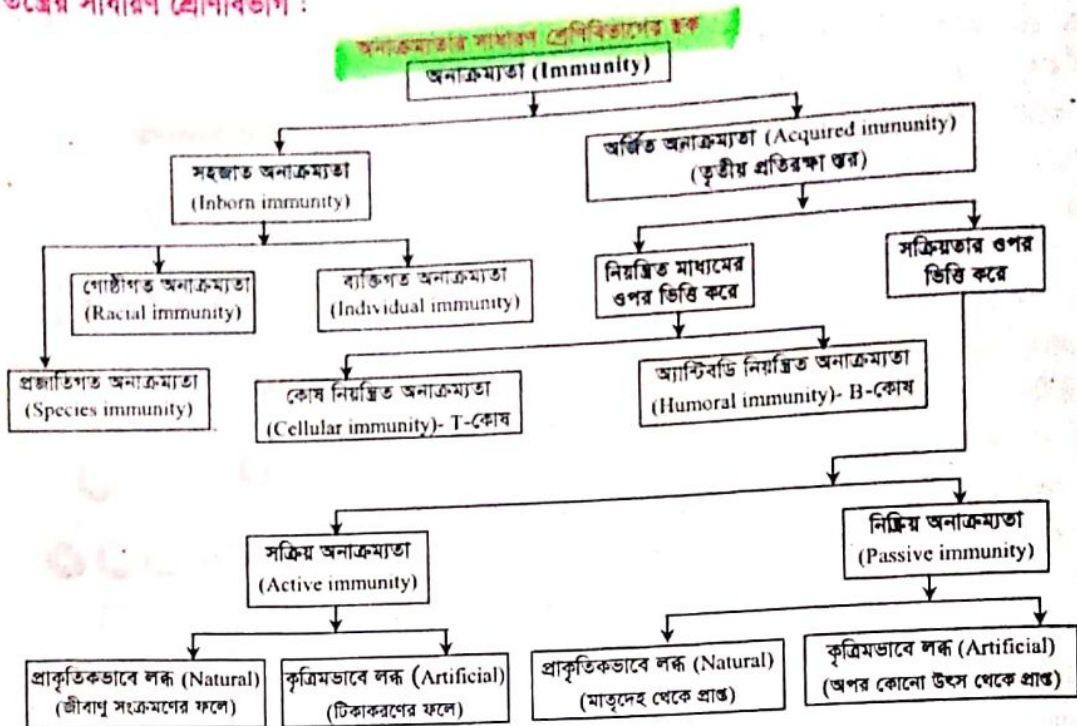 তন্ত্রের সাধারণ শ্রেণিবিভাগ :
অনাক্রম্যতার সাধারণ শ্রেণিবিভাগের ছক
অনাক্রম্যতা (Immunity)
সহজাত অনাক্রম্যতা
(Inborn immunity)
অর্জিত অনাক্রম্যতা (Acquired immunity)
(তৃতীয় প্রতিরক্ষা স্তর)
গোষ্ঠীগত অনাক্রম্যতা
(Racial immunity)
ব্যক্তিগত অনাক্রম্যতা
(Individual immunity)
নিয়ন্ত্রিত মাধ্যমের
ওপর ভিত্তি করে
সক্রিয়তার ওপর
ভিত্তি করে
প্রজাতিগত অনাক্রম্যতা
(Species immunity)
কোষ নিয়ন্ত্রিত অনাক্রম্যতা
(Cellular immunity)- T-কোষ
অ্যান্টিবডি নিয়ন্ত্রিত অনাক্রম্যতা
(Humoral immunity)- B-কোষ
সক্রিয় অনাক্রম্যতা
(Active immunity)
নিষ্ক্রিয় অনাক্রম্যতা
(Passive immunity)
প্রাকৃতিকভাবে লব্ধ (Natural)
(জীবাণু সংক্রমণের ফলে)
কৃত্রিমভাবে লব্ধ (Artificial)
(টিকাকরণের ফলে)
প্রাকৃতিকভাবে লব্ধ (Natural)
(মাতৃদেহ থেকে প্রাপ্ত)
কৃত্রিমভাবে লব্ধ (Artificial)
(অপর কোনো উৎস থেকে প্রাপ্ত)